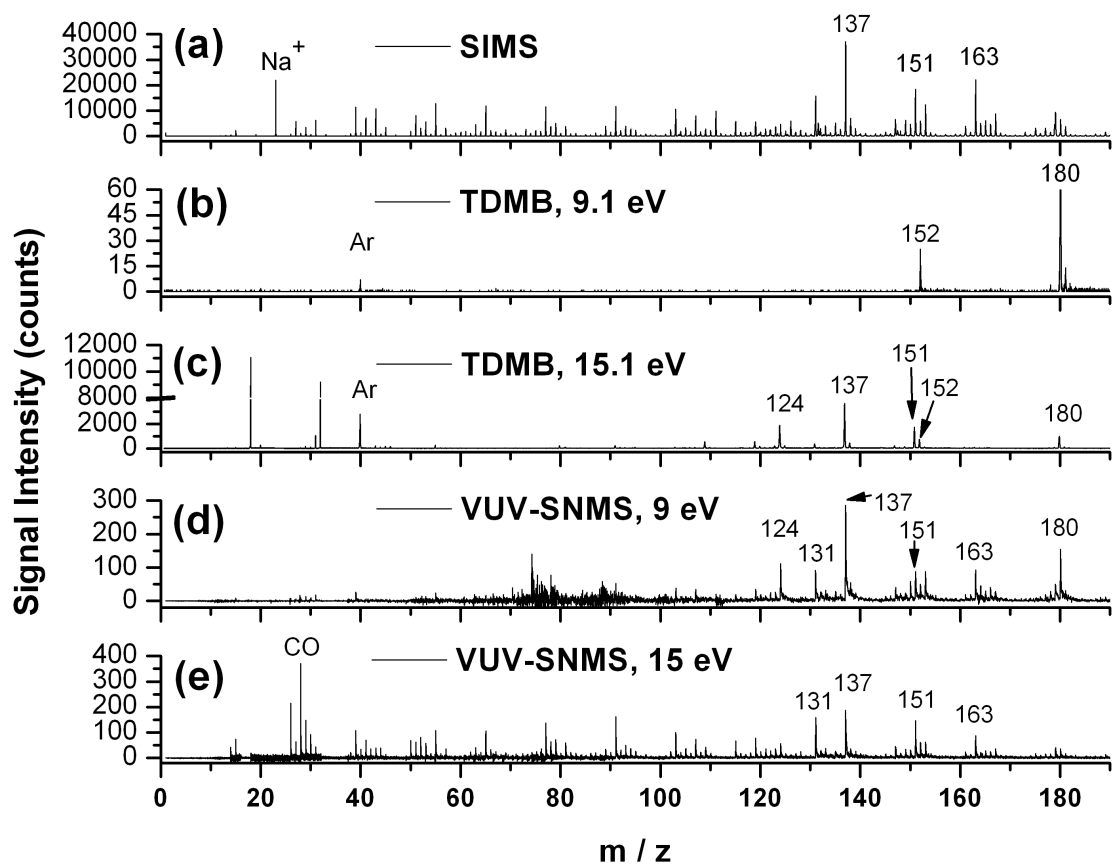 Signal Intensity (counts)
(a)
SIMS
40000
30000
20000
10000
0
Na+
137
151
163
(b)
TDMB, 9.1 eV
60
45
30
15
0
Ar
152
180
(c)
TDMB, 15.1 eV
12000
10000
8000
2000
0
Ar
124
137
151
152
180
(d)
VUV-SNMS, 9 eV
300
200
100
0
124
131
137
151
163
180
(e)
VUV-SNMS, 15 eV
400
300
200
100
0
CO
131
137
151
163
0 20 40 60 80 100 120 140 160 180
m / z